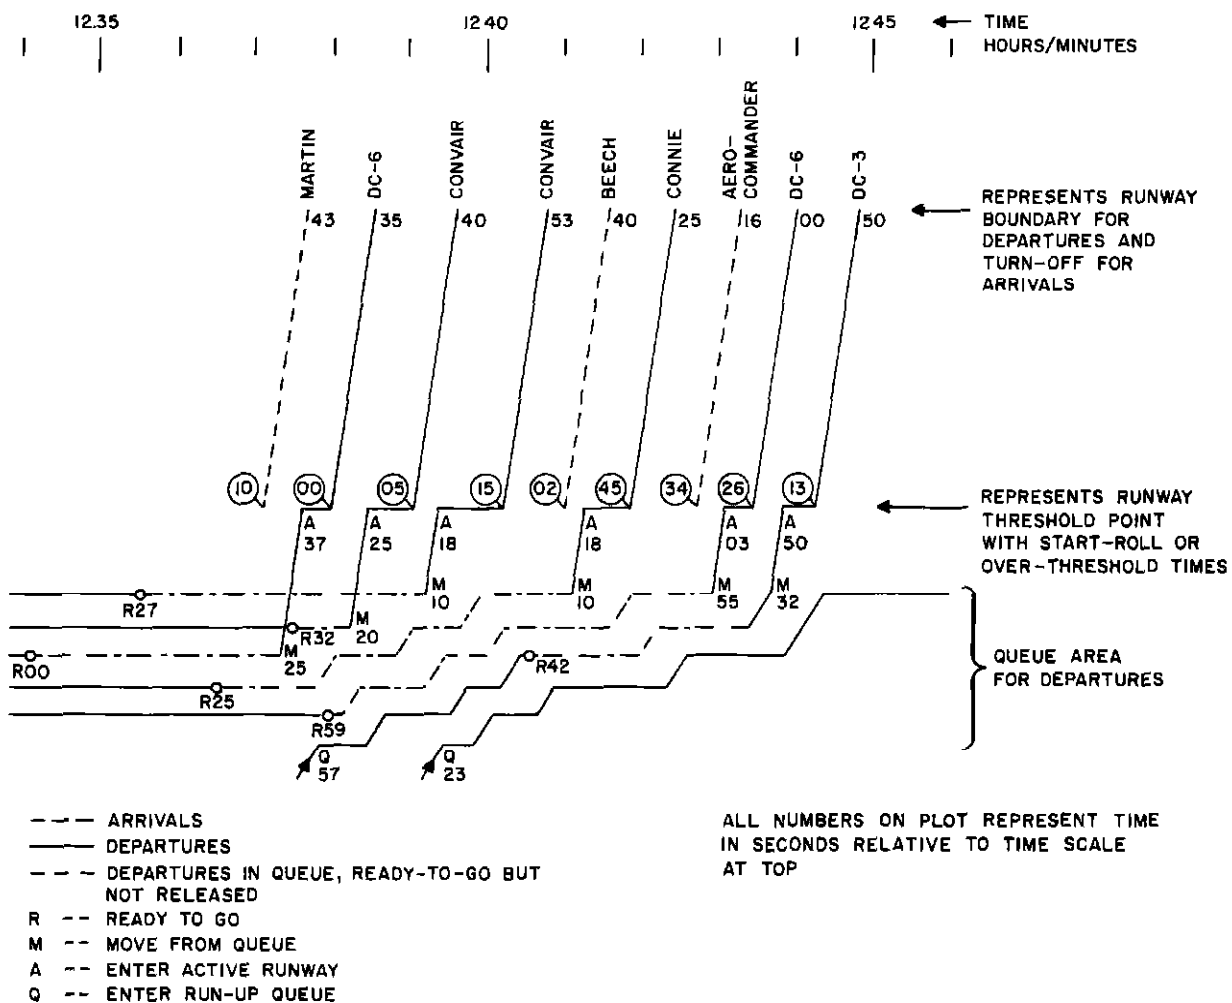 12.35
1240
1245
TIME
HOURS/MINUTES
MARTIN
DC-6
CONVAIR
CONVAIR
BEECH
CONNIE
AERO-
COMMANDER
DC-6
DC-3
43
35
40
53
40
25
16
00
50
REPRESENTS RUNWAY
BOUNDARY FOR
DEPARTURES AND
TURN-OFF FOR
ARRIVALS
10
00
05
15
02
45
34
26
13
REPRESENTS RUNWAY
THRESHOLD POINT
WITH START-ROLL OR
OVER-THRESHOLD TIMES
A
37
A
25
A
18
A
18
A
03
A
50
R27
M
10
M
10
M
55
M
32
R32
M
20
R00
M
25
R42
R25
R59
Q
57
Q
23
QUEUE AREA
FOR DEPARTURES
ARRIVALS
DEPARTURES
DEPARTURES IN QUEUE, READY-TO-GO BUT
NOT RELEASED
R -- READY TO GO
M -- MOVE FROM QUEUE
A -- ENTER ACTIVE RUNWAY
Q -- ENTER RUN-UP QUEUE
ALL NUMBERS ON PLOT REPRESENT TIME
IN SECONDS RELATIVE TO TIME SCALE
AT TOP